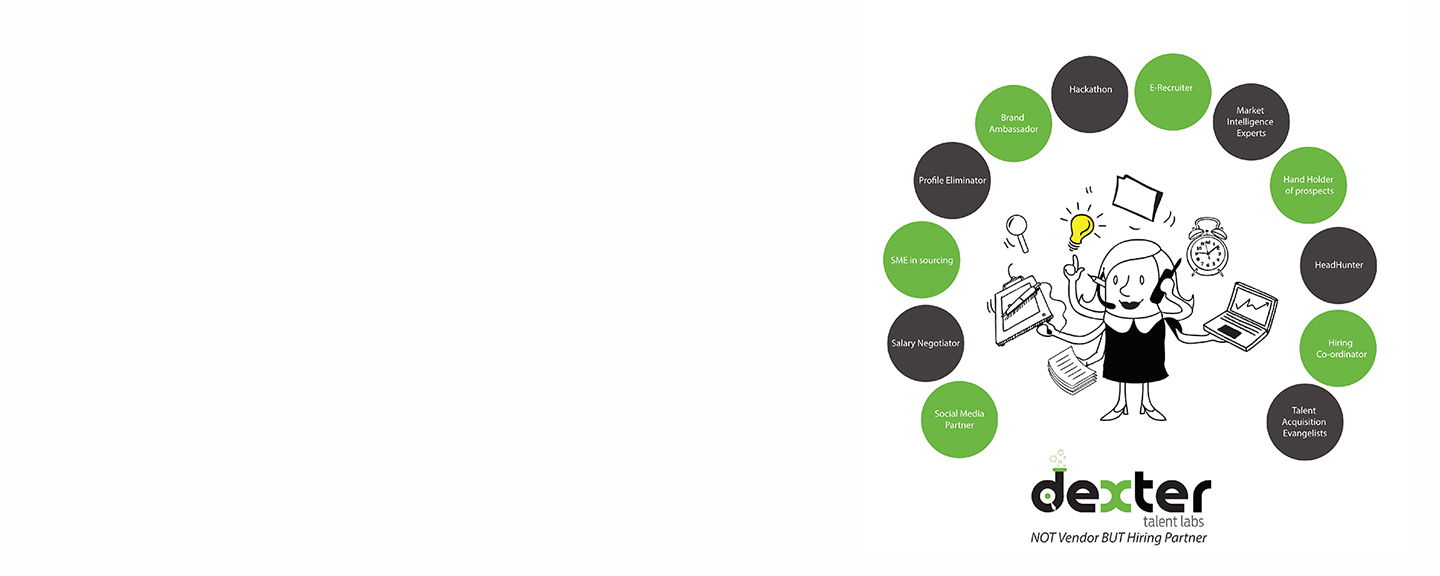 Hackathon
E-Recruiter
Brand
Ambassador
Market
Intelligence
Experts
Profile Eliminator
Hand Holder
of prospects
SME in sourcing
HeadHunter
Salary Negotiator
Hiring
Co-ordinator
Social Media
Partner
Talent
Acquisition
Evangelists
dexter
talent labs
NOT Vendor BUT Hiring Partner